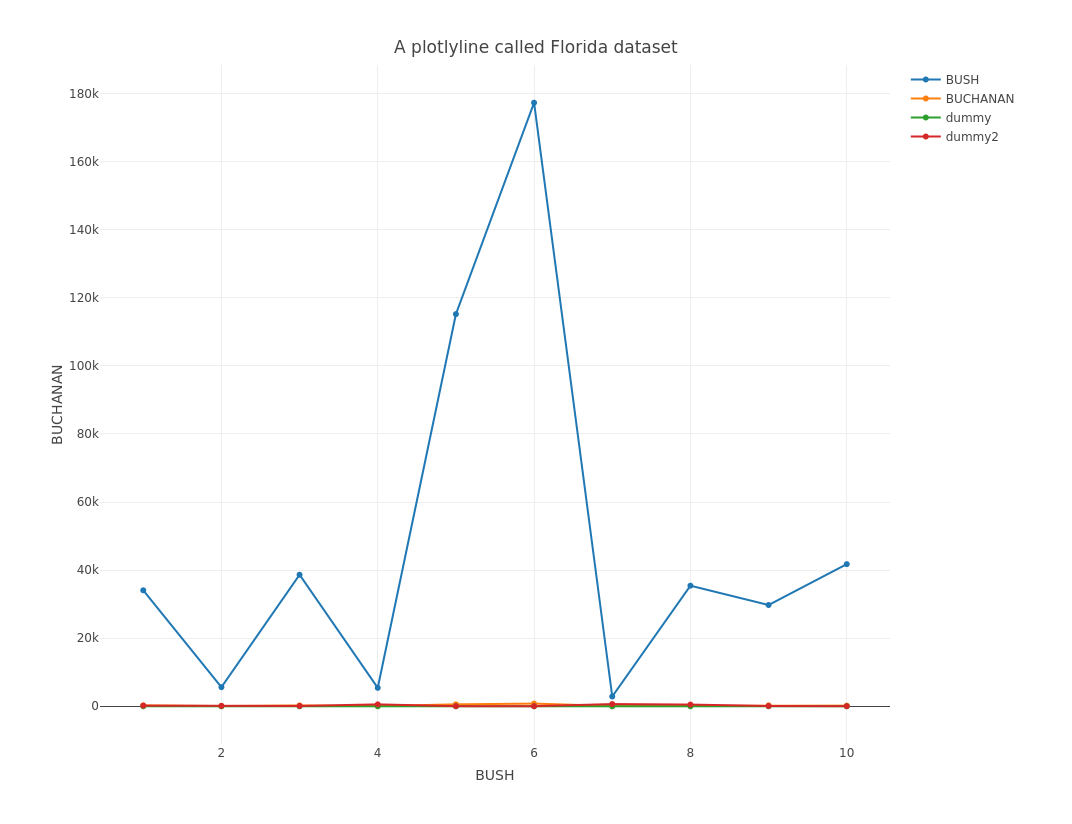 A plotlyline called Florida dataset
BUSH
BUCHANAN
dummy
dummy2
180k
160k
140k
120k
100k
80k
60k
40k
20k
0
BUCHANAN
2 4 6 8 10
BUSH